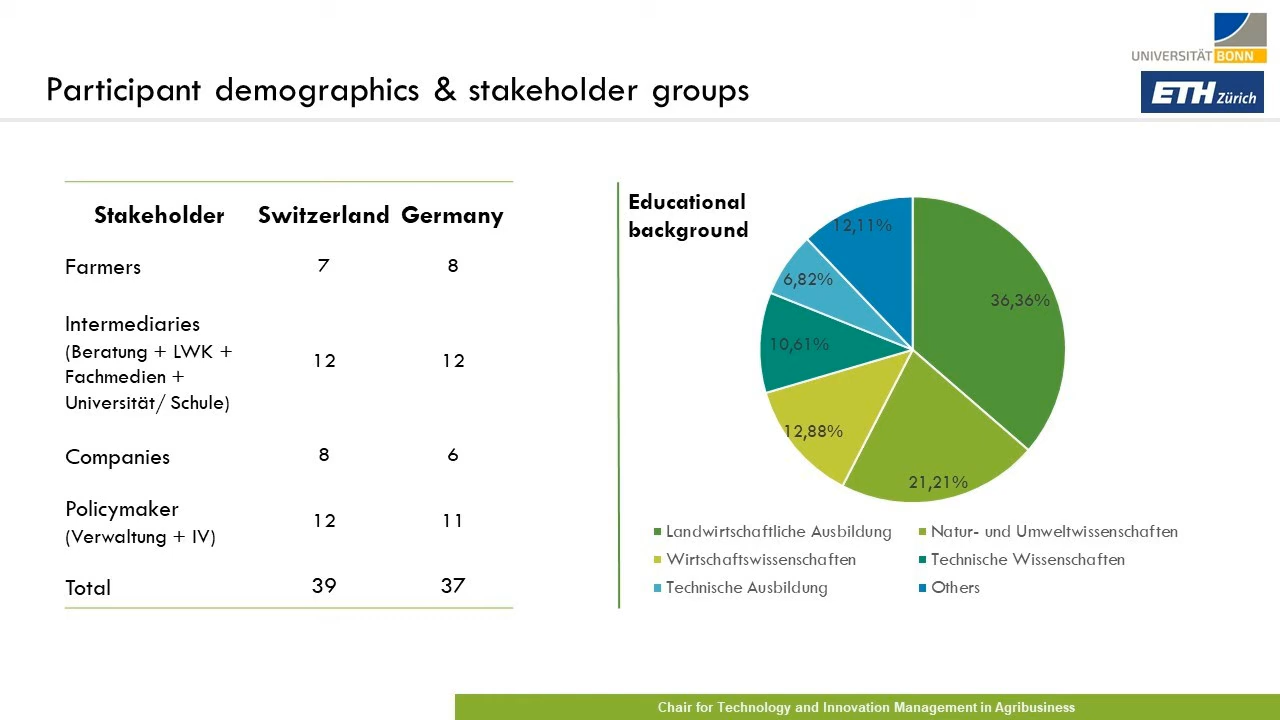 UNIVERSITÄT BONN
ETH Zürich
Participant demographics & stakeholder groups
Stakeholder Switzerland Germany
Farmers 7 8
Intermediaries
(Beratung + LWK +
Fachmedien +
Universität/ Schule)
12 12
Companies 8 6
Policymaker
(Verwaltung + IV)
12 11
Total 39 37
Educational
background
12,11%
36,36%
6,82%
10,61%
12,88%
21,21%
Landwirtschaftliche Ausbildung Natur- und Umweltwissenschaften
Wirtschaftswissenschaften Technische Wissenschaften
Technische Ausbildung Others
Chair for Technology and Innovation Management in Agribusiness